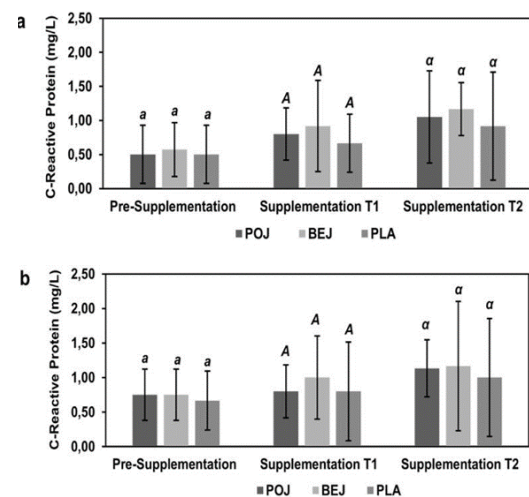 a
C-Reactive Protein (mg/L)
2,50
2,00
1,50
1,00
0,50
0,00
a a a
A A A
α α α
Pre-Supplementation Supplementation T1 Supplementation T2
POJ BEJ PLA
b
C-Reactive Protein (mg/L)
2,50
2,00
1,50
1,00
0,50
0,00
a a a
A A A
α α α
Pre-Supplementation Supplementation T1 Supplementation T2
POJ BEJ PLA